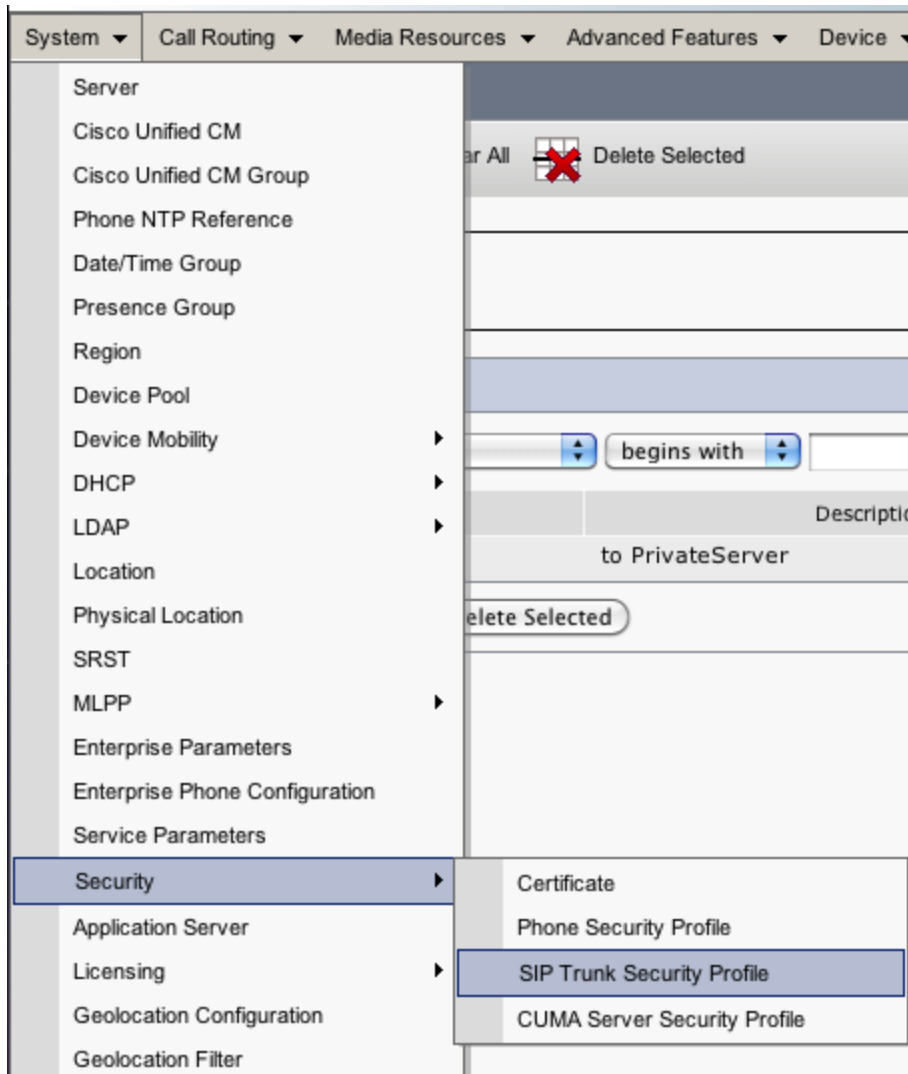 System Call Routing Media Resources Advanced Features Device
Server
Cisco Unified CM
ar All Delete Selected
Cisco Unified CM Group
Phone NTP Reference
Date/Time Group
Presence Group
Region
Device Pool
Device Mobility
begins with
DHCP
LDAP
Descriptio
Location
to PrivateServer
Physical Location
elete Selected
SRST
MLPP
Enterprise Parameters
Enterprise Phone Configuration
Service Parameters
Security
Certificate
Phone Security Profile
SIP Trunk Security Profile
CUMA Server Security Profile
Application Server
Licensing
Geolocation Configuration
Geolocation Filter